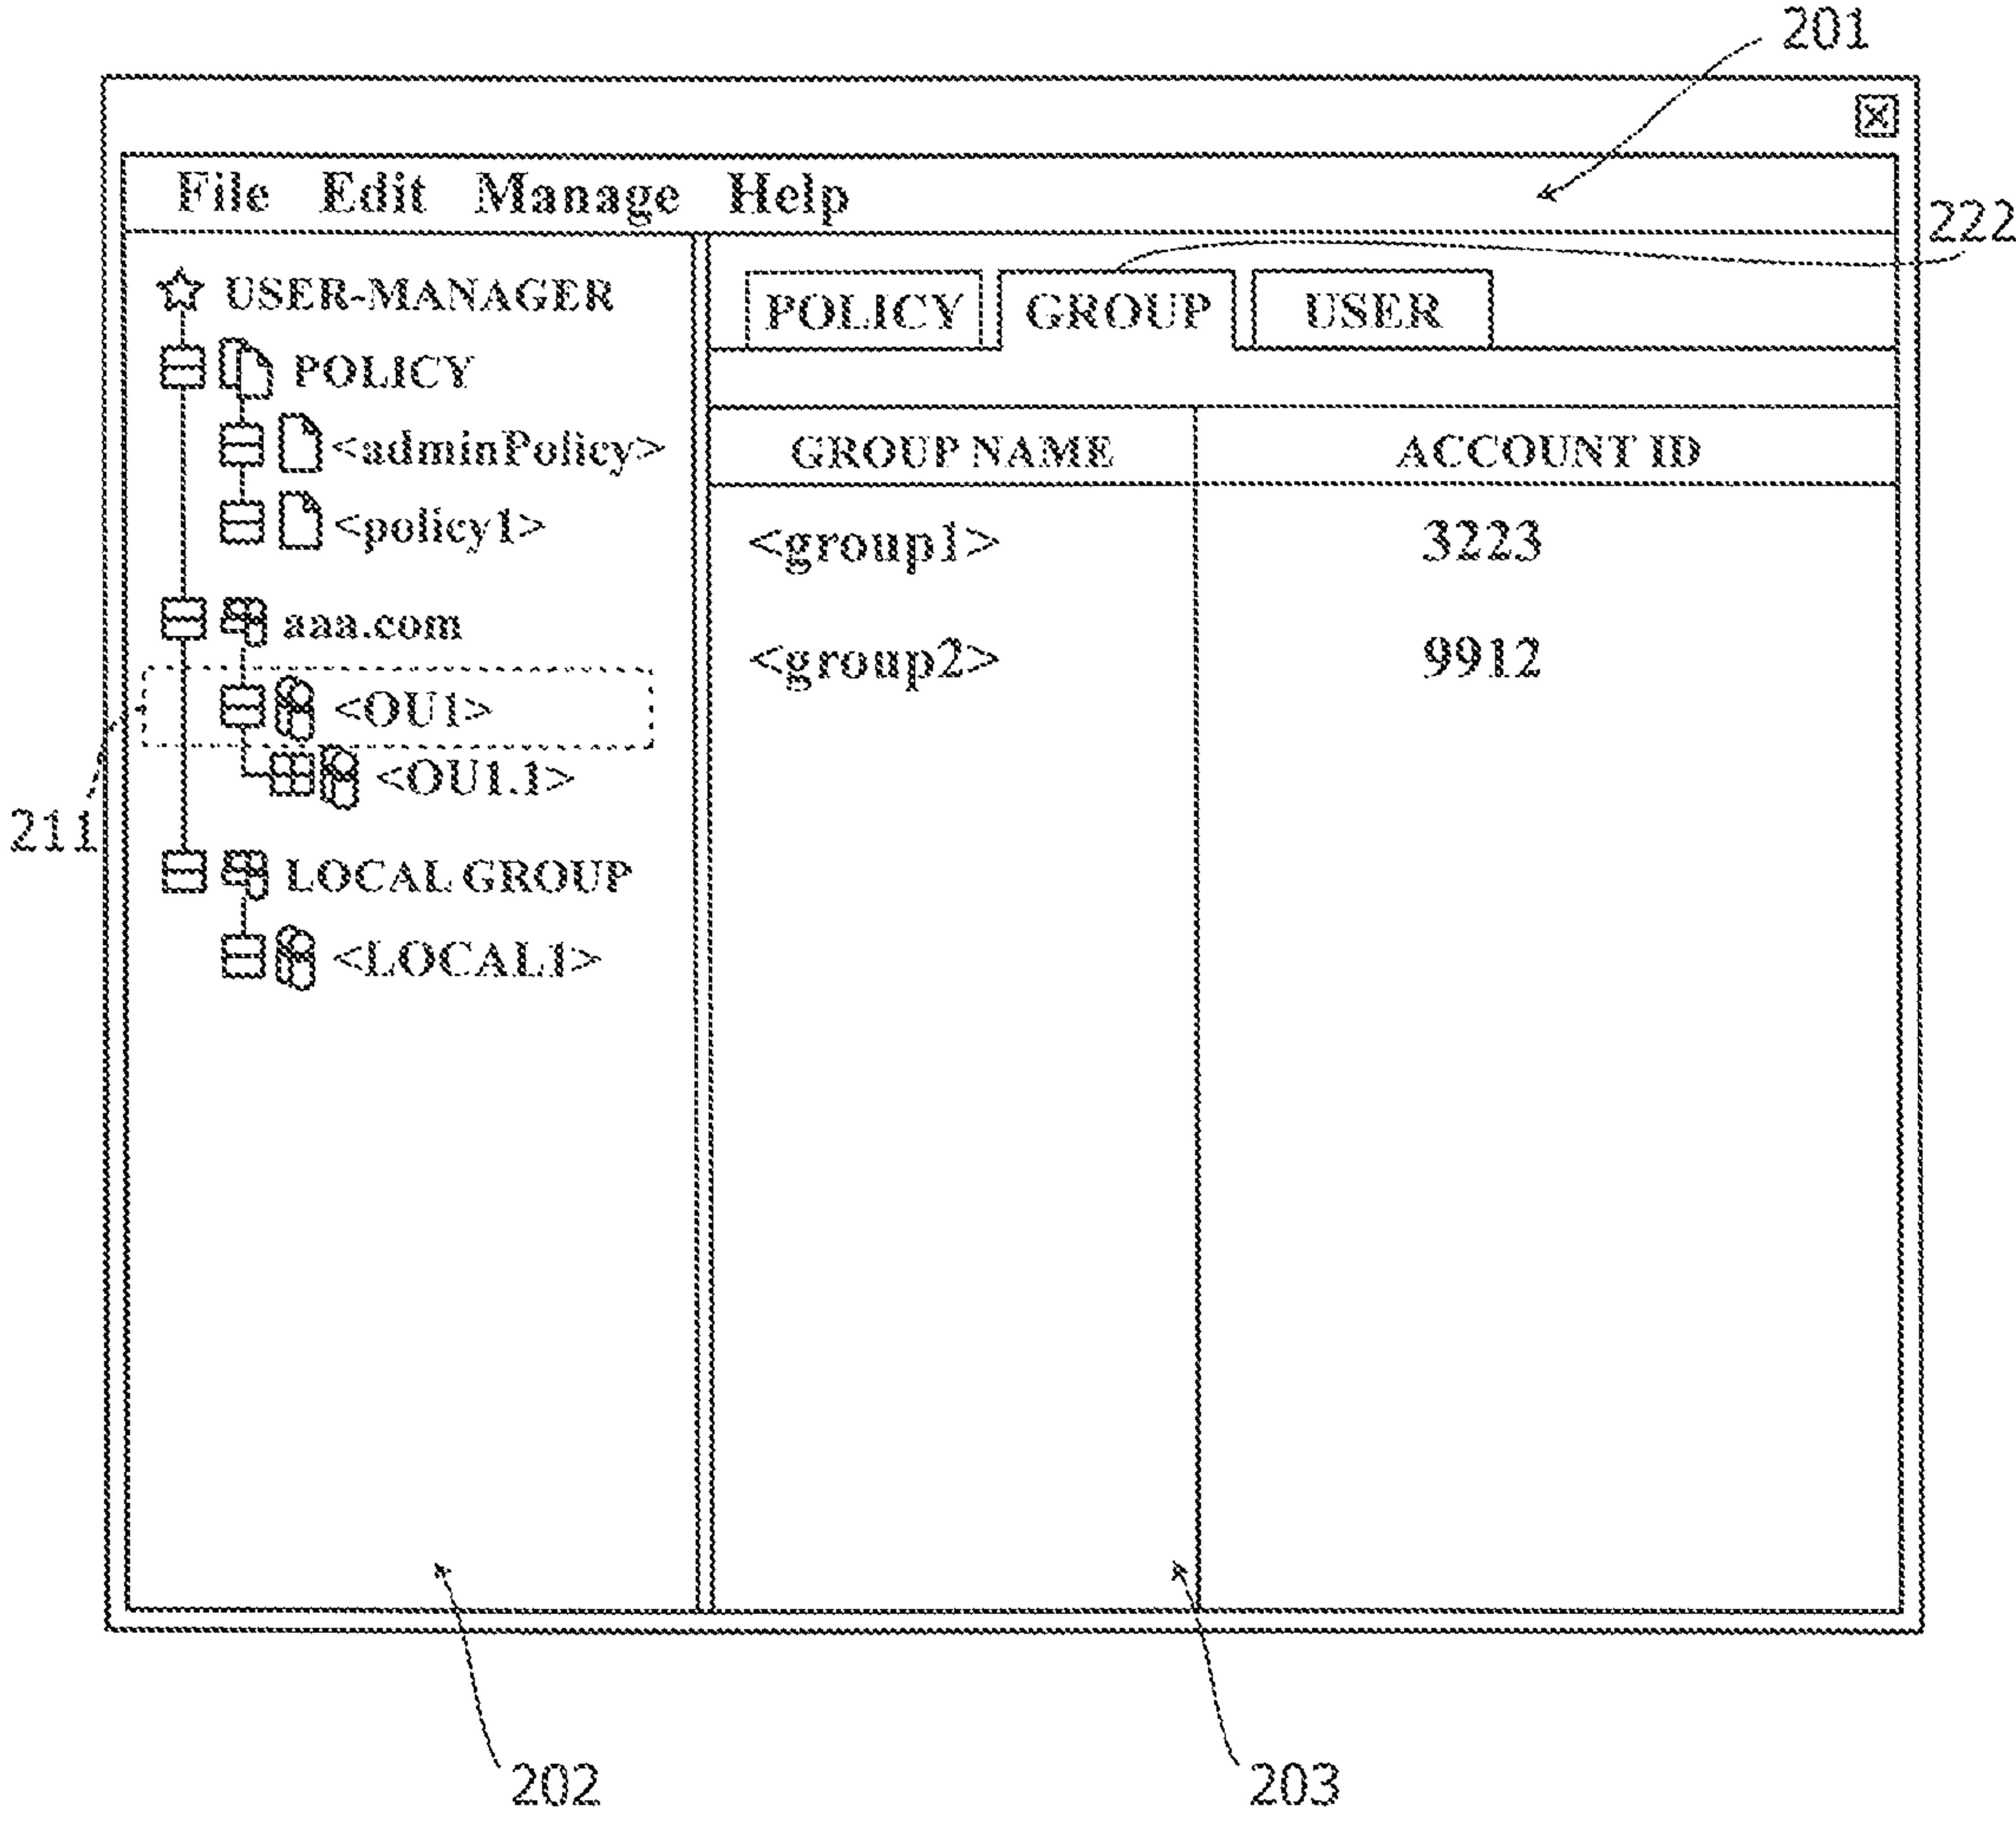 201
File Edit Manage Help
222
USER-MANAGER
POLICY
<adminPolicy>
<policy1>
aaa.com
<OU1>
<OU1.1>
211
LOCAL GROUP
<LOCAL1>
POLICY GROUP USER
GROUP NAME ACCOUNT ID
<group1> 3223
<group2> 9912
202
203